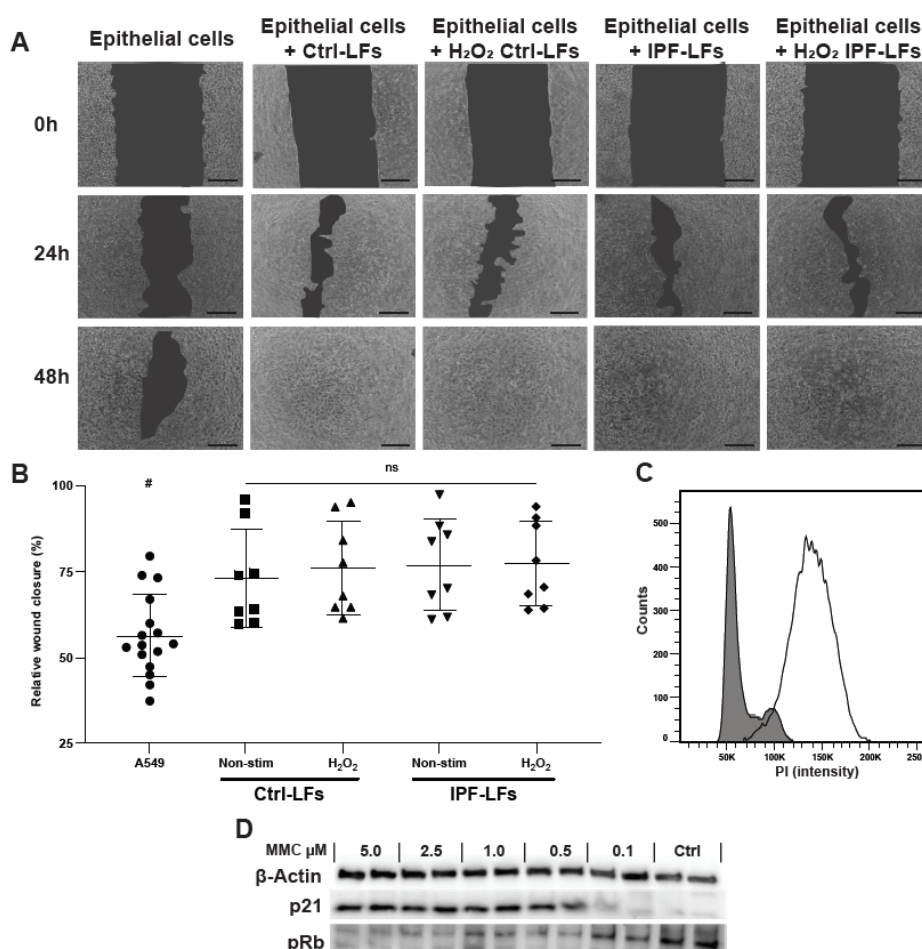 A
Epithelial cells
Epithelial cells
+ Ctrl-LFs
Epithelial cells
+ H₂O₂ Ctrl-LFs
Epithelial cells
+ IPF-LFs
Epithelial cells
+ H₂O₂ IPF-LFs
0h
24h
48h
B
ns
#
100
75
50
25
Relative wound closure (%)
A549
Non-stim
H₂O₂
Non-stim
H₂O₂
Ctrl-LFs
IPF-LFs
C
500
400
300
200
100
0
Counts
50K
100K
150K
200K
250
PI (intensity)
D
MMC µM | 5.0 | 2.5 | 1.0 | 0.5 | 0.1 | Ctrl |
β-Actin
p21
pRb